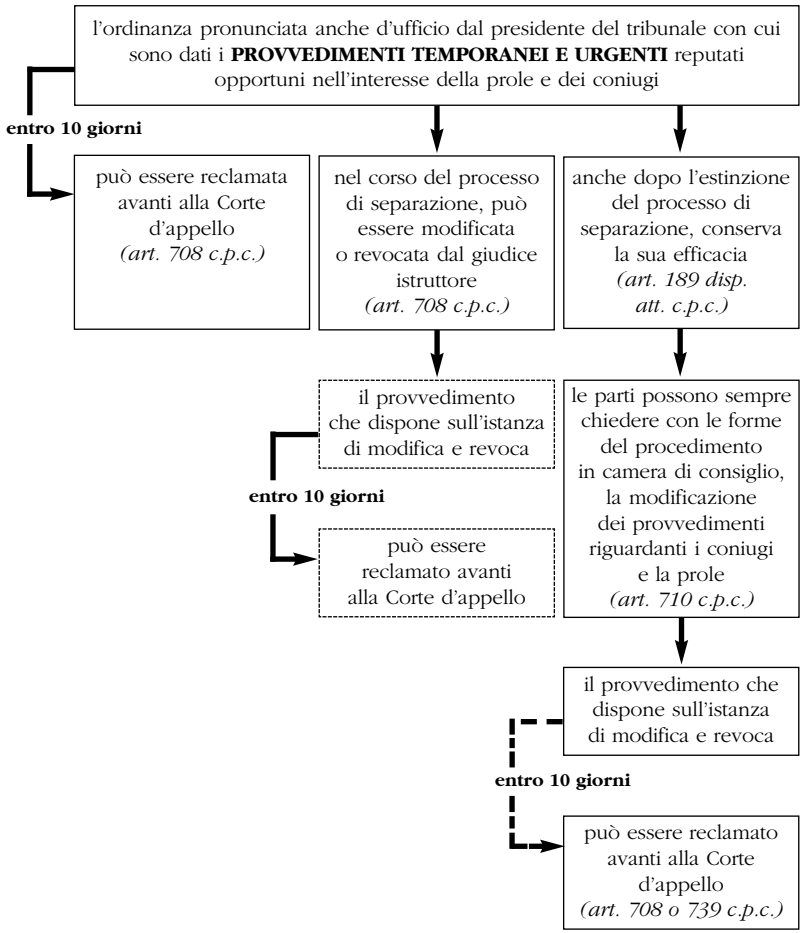 l'ordinanza pronunciata anche d'ufficio dal presidente del tribunale con cui
sono dati i PROVVEDIMENTI TEMPORANEI E URGENTI reputati
opportuni nell'interesse della prole e dei coniugi
entro 10 giorni
può essere reclamata
avanti alla Corte
d'appello
(art. 708 c.p.c.)
nel corso del processo
di separazione, può
essere modificata
o revocata dal giudice
istruttore
(art. 708 c.p.c.)
anche dopo l'estinzione
del processo di
separazione, conserva
la sua efficacia
(art. 189 disp.
att. c.p.c.)
il provvedimento
che dispone sull'istanza
di modifica e revoca
entro 10 giorni
può essere
reclamato avanti
alla Corte d'appello
le parti possono sempre
chiedere con le forme
del procedimento
in camera di consiglio,
la modificazione
dei provvedimenti
riguardanti i coniugi
e la prole
(art. 710 c.p.c.)
il provvedimento che
dispone sull'istanza
di modifica e revoca
entro 10 giorni
può essere reclamato
avanti alla Corte
d'appello
(art. 708 o 739 c.p.c.)